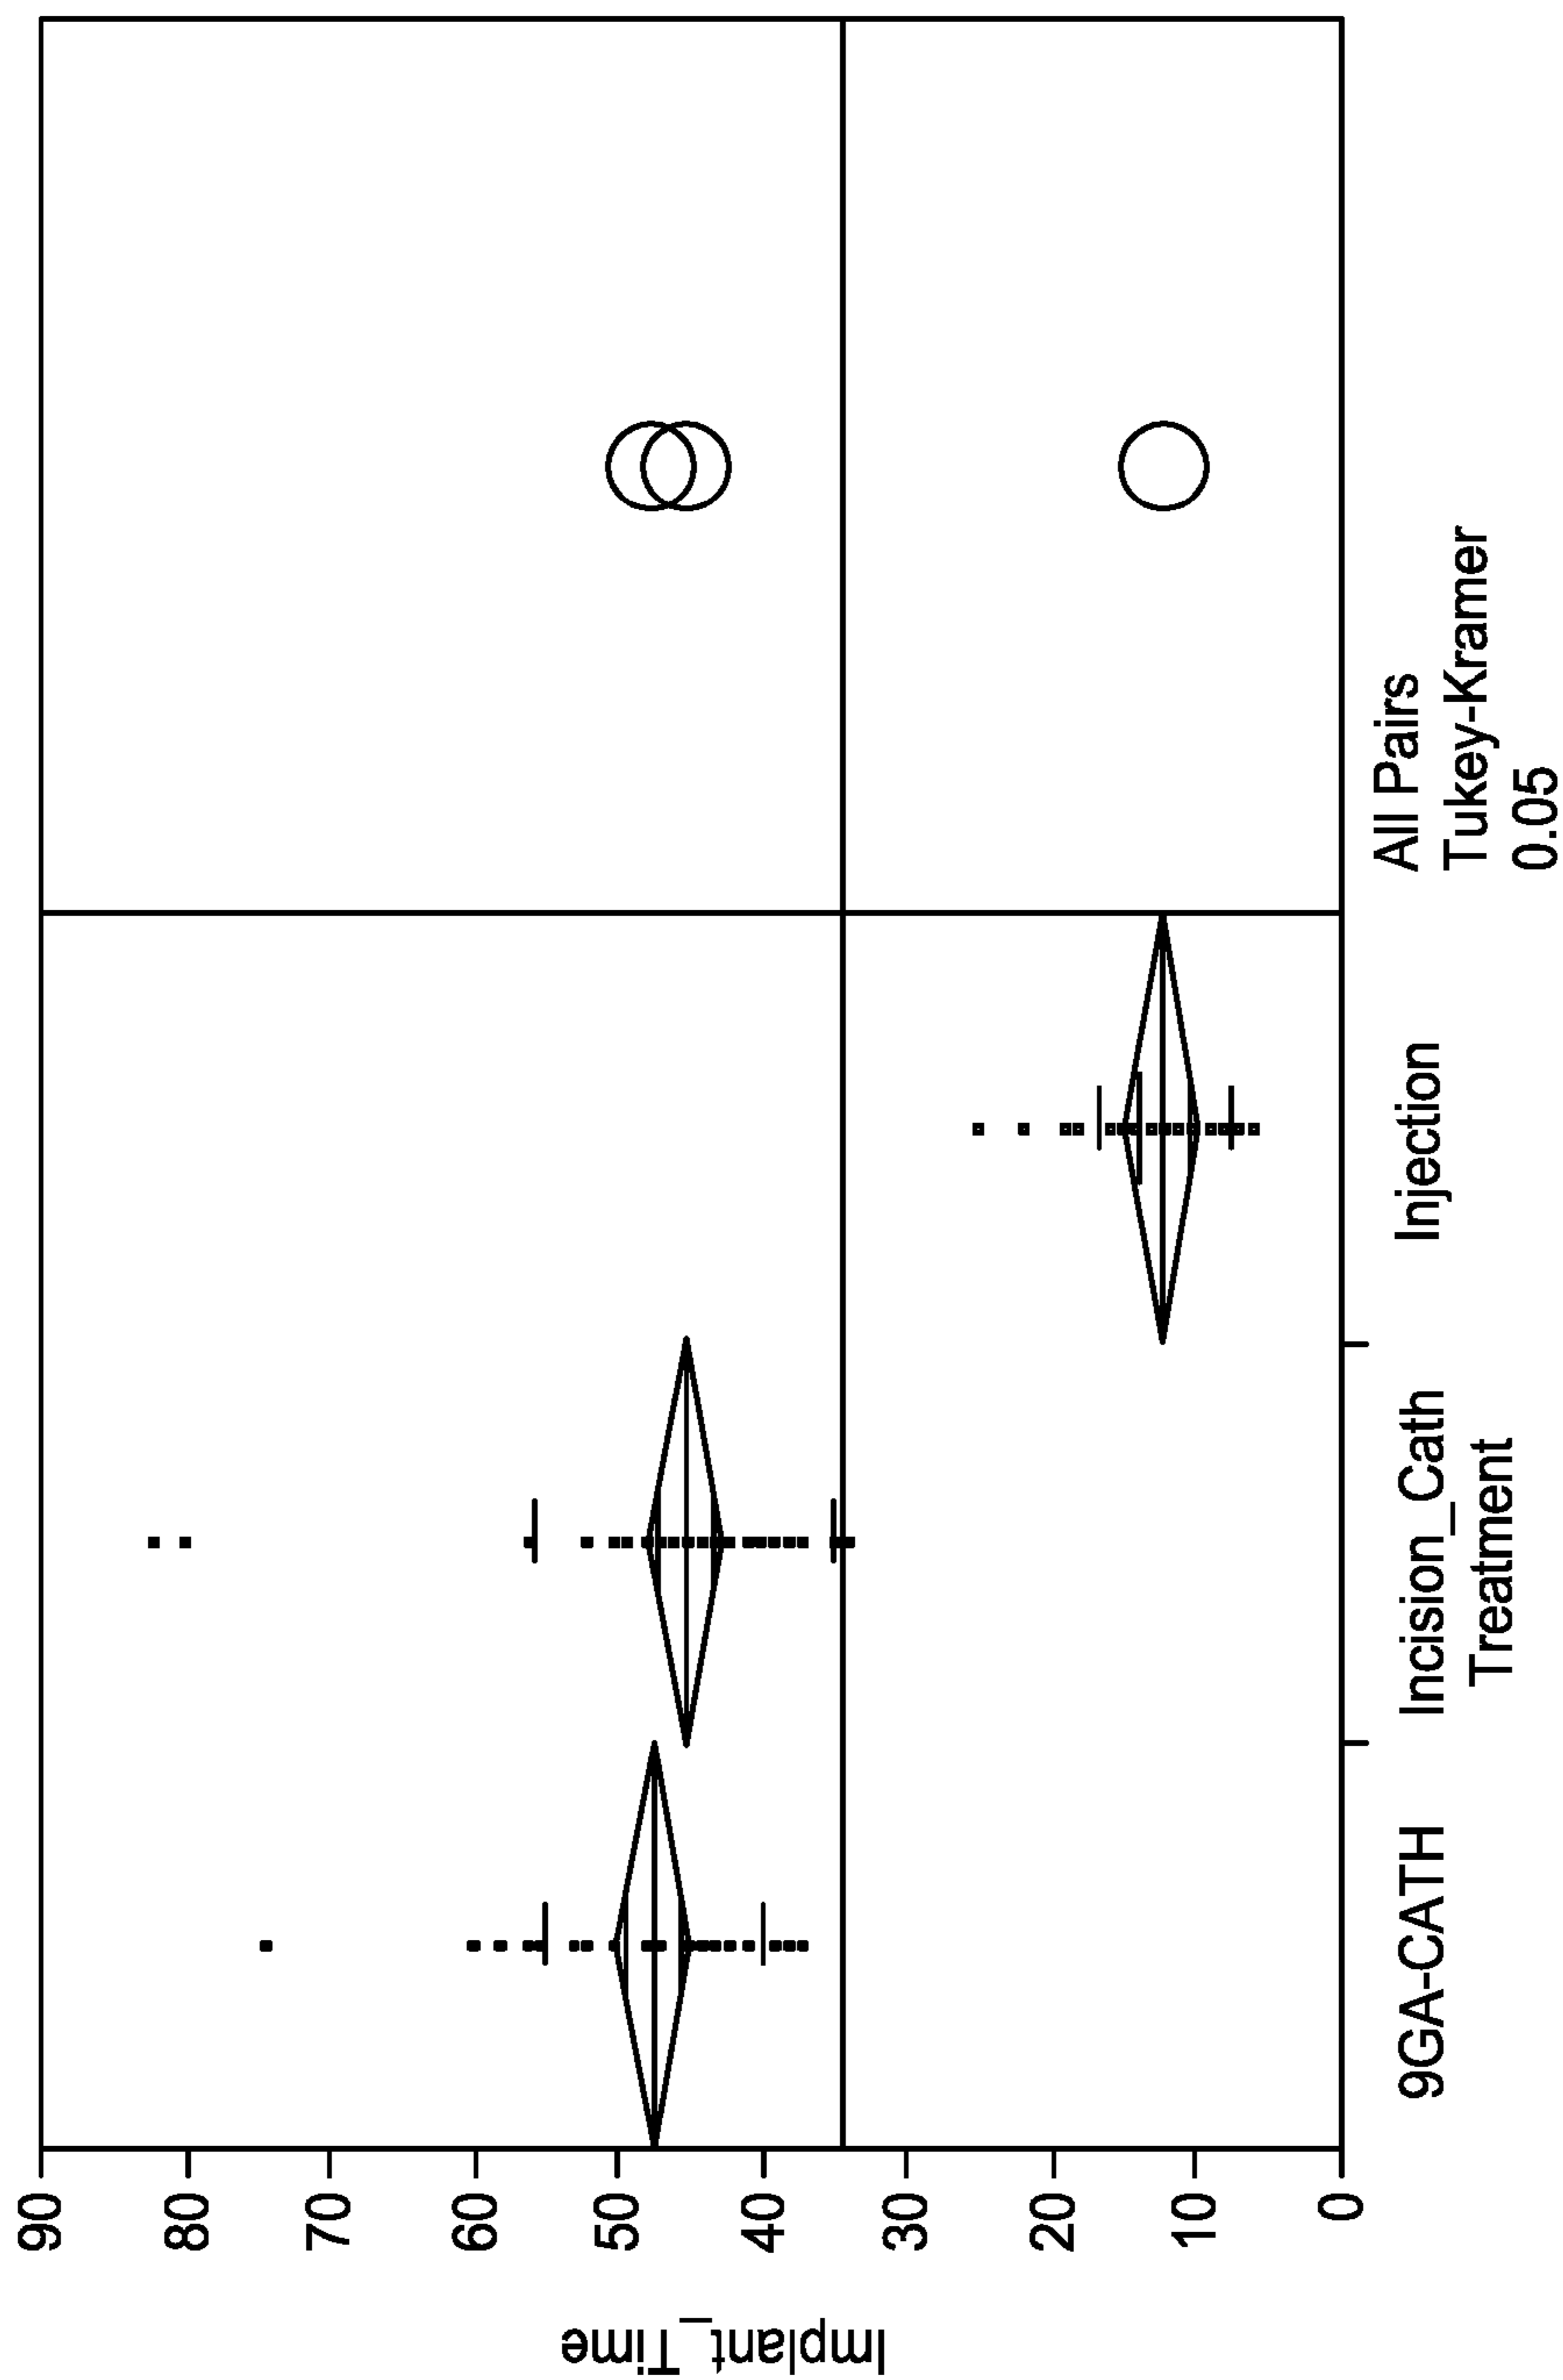 90
80
70
60
50
40
30
20
10
0
Implant_Time
9GA-CATH
Incision_Cath
Injection
Treatment
All Pairs
Tukey-Kramer
0.05